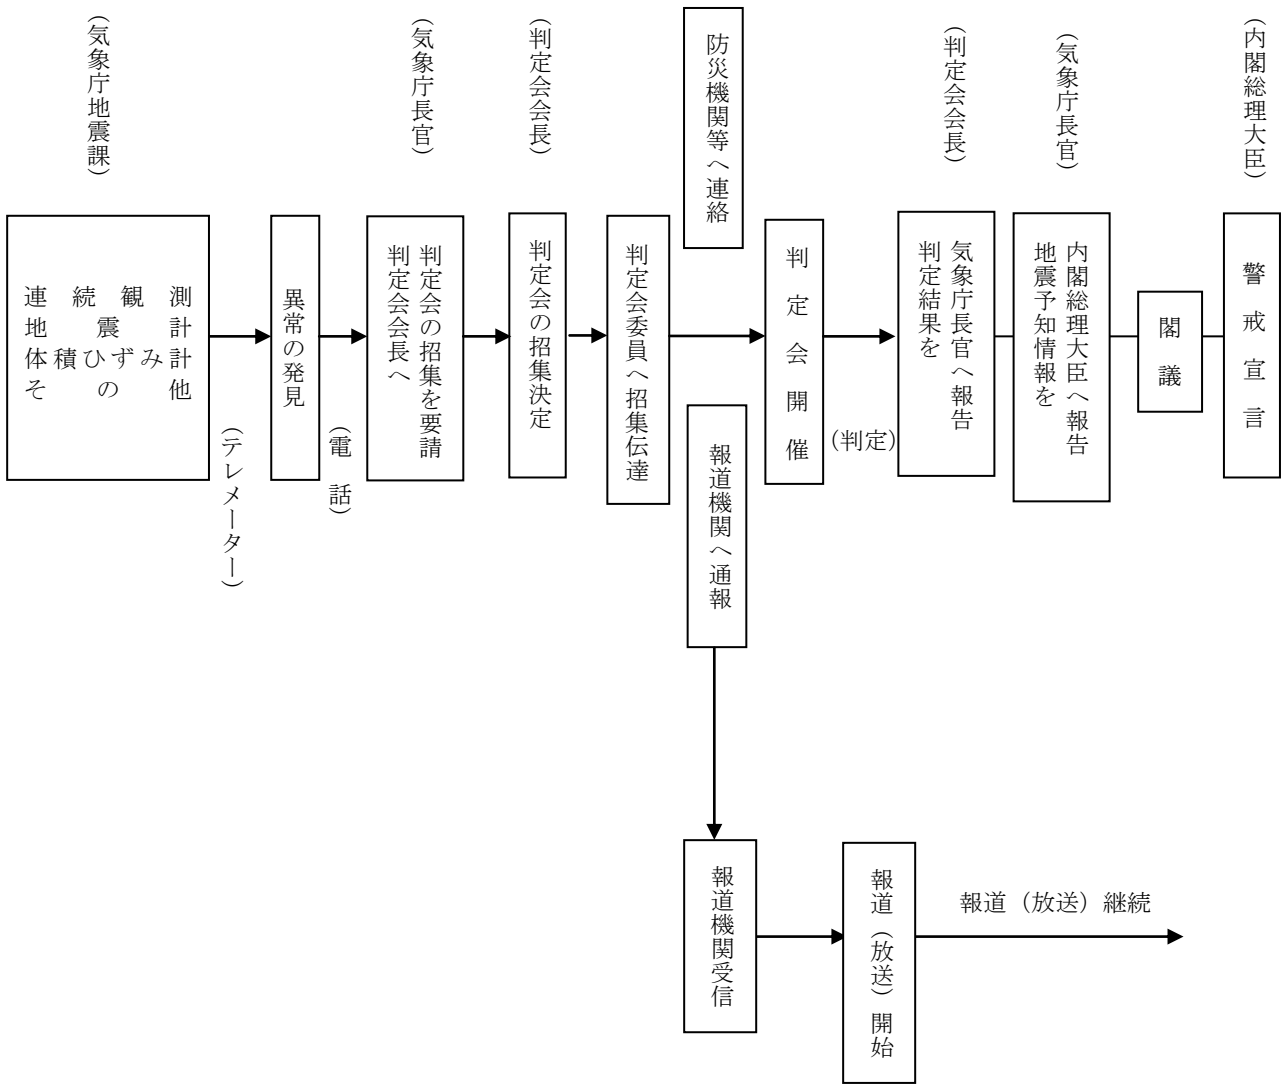 （気象庁地震課）
連続観測
地震計
体積ひずみ計
その他
（テレメーター）
異常の発見
（電話）
（気象庁長官）
判定会の招集を要請
判定会会長へ
（判定会会長）
判定会の招集決定
判定会委員へ招集伝達
防災機関等へ連絡
報道機関へ通報
判定会開催
（判定）
（判定会会長）
気象庁長官へ報告
判定結果を
（気象庁長官）
内閣総理大臣へ報告
地震予知情報を
閣議
（内閣総理大臣）
警戒宣言
報道機関受信
報道（放送）開始
報道（放送）継続